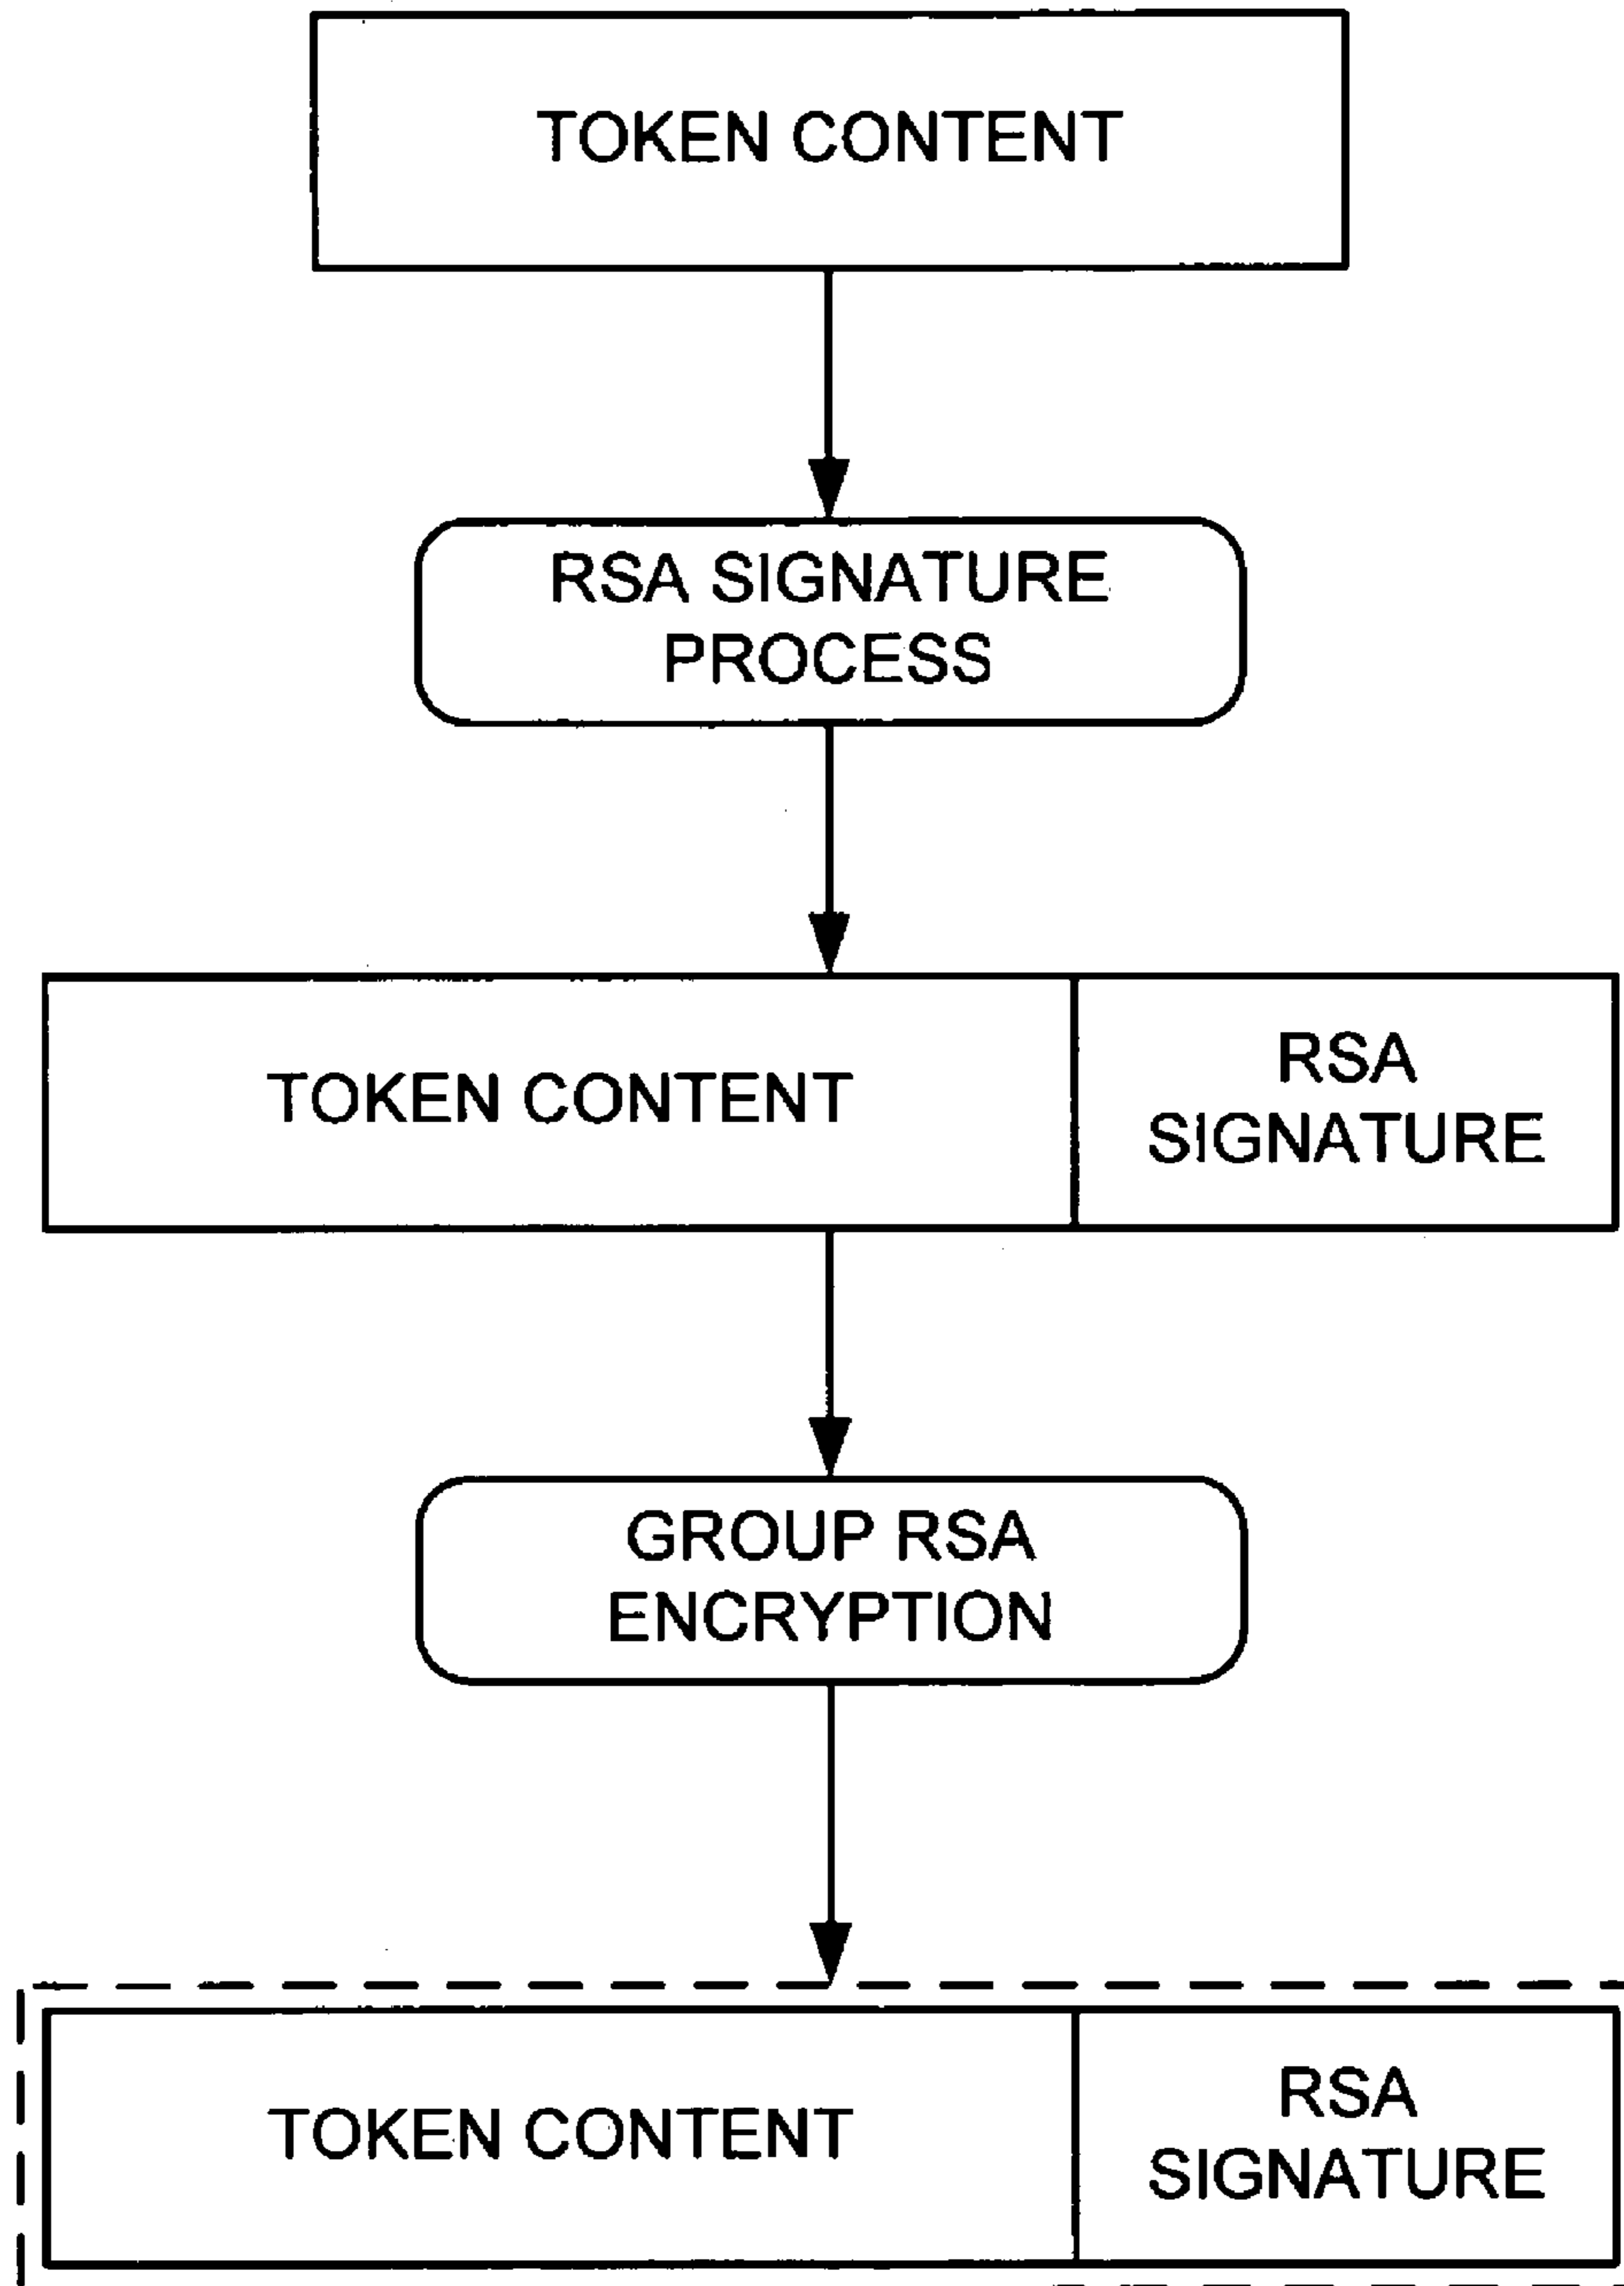 TOKEN CONTENT
RSA SIGNATURE
PROCESS
TOKEN CONTENT
RSA
SIGNATURE
GROUP RSA
ENCRYPTION
TOKEN CONTENT
RSA
SIGNATURE